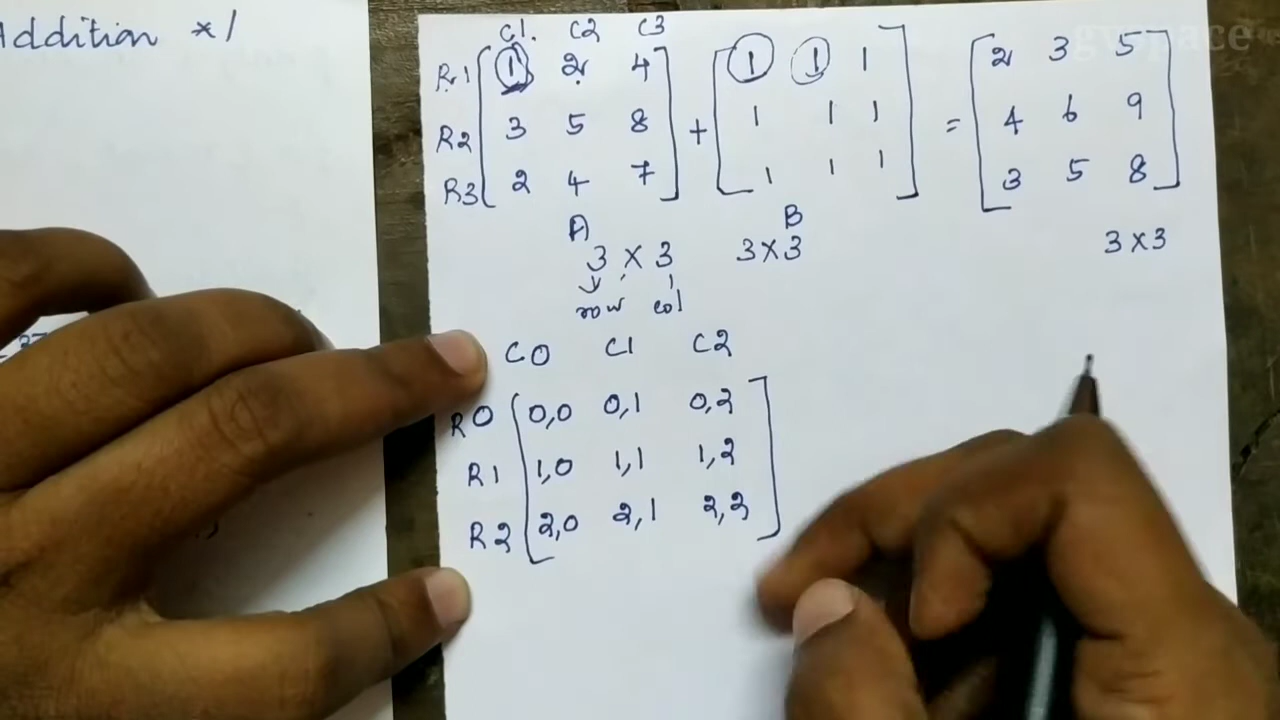 Addition */
C1. C2 C3
R1 [ 1 2 4 ] + [ 1 1 1 ] = [ 2 3 5 ]
R2 [ 3 5 8 ] [ 1 1 1 ] [ 4 6 9 ]
R3 [ 2 4 7 ] [ 1 1 1 ] [ 3 5 8 ]
A B
3 x 3 3x3 3x3
row col
C0 C1 C2
R0 [ 0,0 0,1 0,2 ]
R1 [ 1,0 1,1 1,2 ]
R2 [ 2,0 2,1 2,2 ]